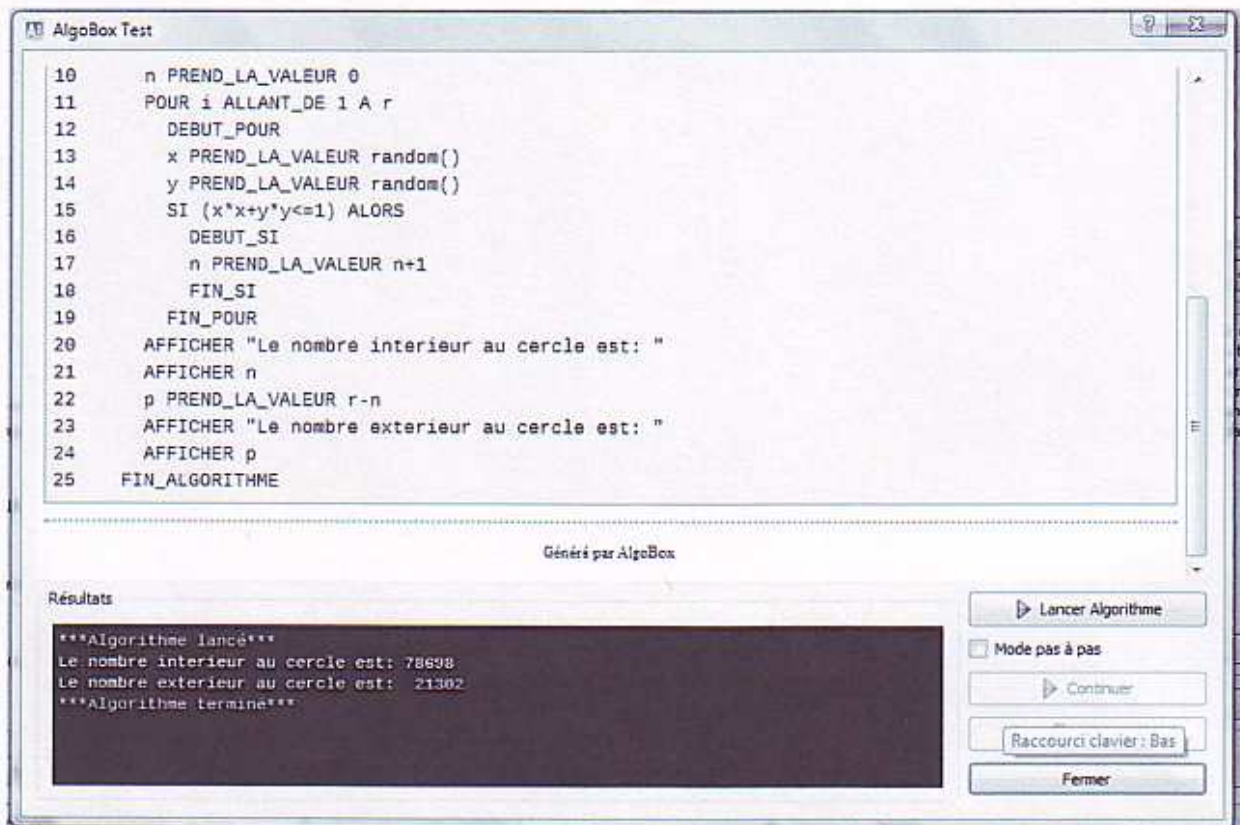 AlgoBox Test
10 n PREND_LA_VALEUR 0
11 POUR i ALLANT_DE 1 A r
12 DEBUT_POUR
13 x PREND_LA_VALEUR random()
14 y PREND_LA_VALEUR random()
15 SI (x*x+y*y<=1) ALORS
16 DEBUT_SI
17 n PREND_LA_VALEUR n+1
18 FIN_SI
19 FIN_POUR
20 AFFICHER "Le nombre interieur au cercle est: "
21 AFFICHER n
22 p PREND_LA_VALEUR r-n
23 AFFICHER "Le nombre exterieur au cercle est: "
24 AFFICHER p
25 FIN_ALGORITHME
Généré par AlgoBox
Résultats
***Algorithme lancé***
Le nombre interieur au cercle est: 78698
Le nombre exterieur au cercle est: 21302
***Algorithme terminé***
Lancer Algorithme
Mode pas à pas
Continuer
Raccourci clavier : Bas
Fermer